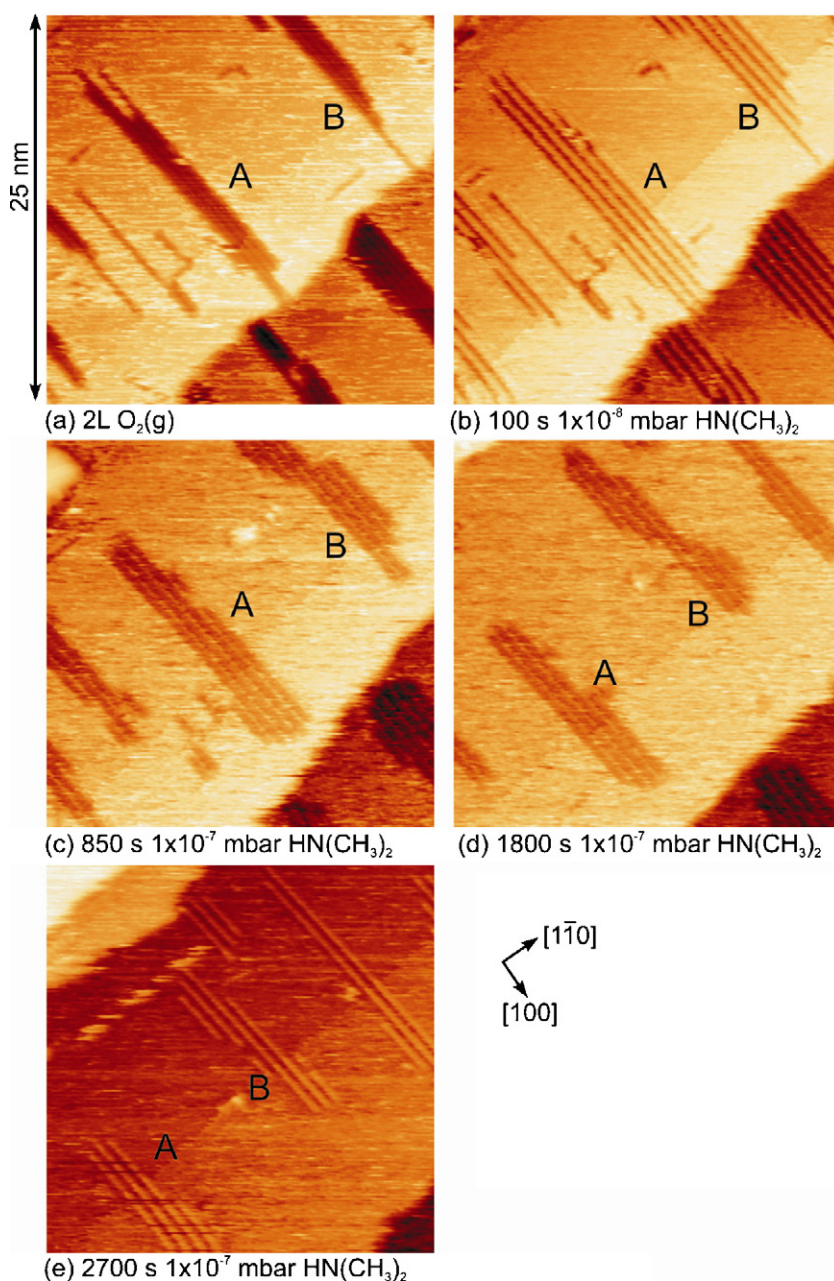 25 nm
A
B
A
B
(a) 2L O₂(g)
(b) 100 s 1x10⁻⁸ mbar HN(CH₃)₂
A
B
A
B
(c) 850 s 1x10⁻⁷ mbar HN(CH₃)₂
(d) 1800 s 1x10⁻⁷ mbar HN(CH₃)₂
A
B
[11̄0]
[100]
(e) 2700 s 1x10⁻⁷ mbar HN(CH₃)₂